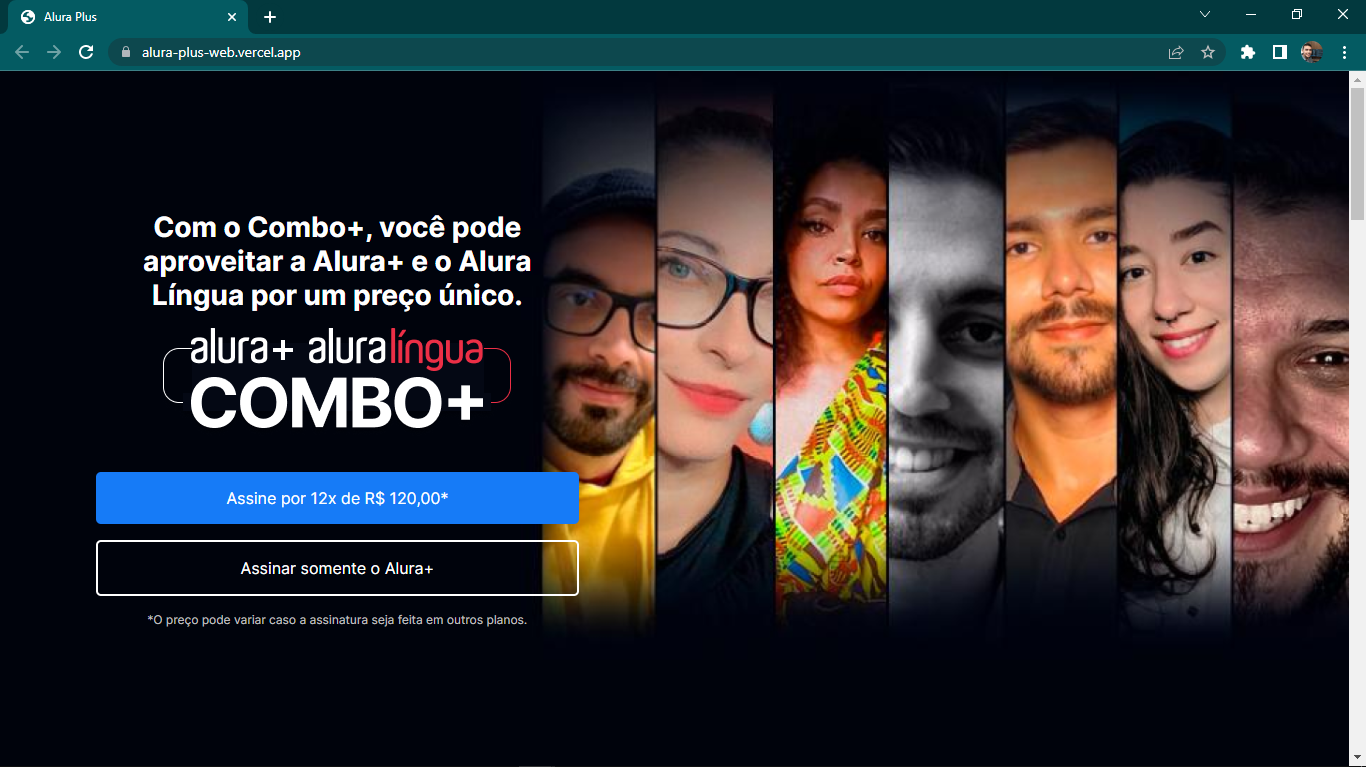 Alura Plus
alura-plus-web.vercel.app
Com o Combo+, você pode
aproveitar a Alura+ e o Alura
Língua por um preço único.
alura+ aluralíngua
COMBO+
Assine por 12x de R$ 120,00*
Assinar somente o Alura+
*O preço pode variar caso a assinatura seja feita em outros planos.